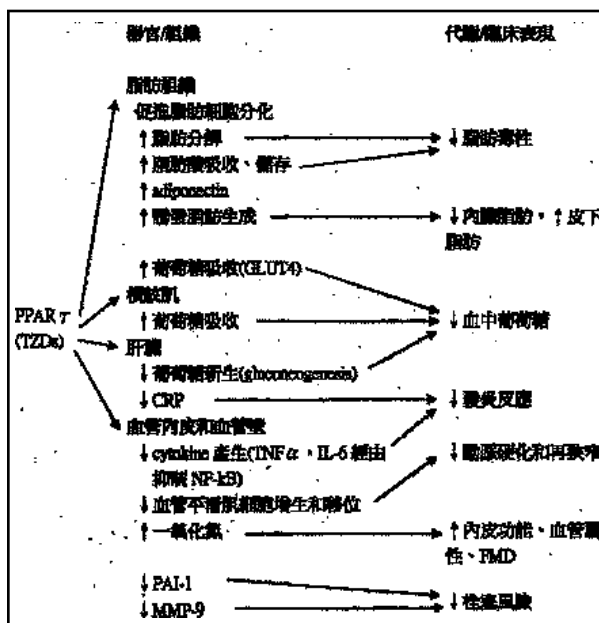 器官/組織 代謝/臨床表現
脂肪組織
促進脂肪細胞分化
↑脂肪分解 ↓脂肪毒性
↑脂肪酸吸收、儲存
↑adiponectin
↑誘發脂肪生成 ↓內臟脂肪，↑皮下
脂肪
↑葡萄糖吸收(GLUT4)
橫紋肌
PPARγ ↑葡萄糖吸收 ↓血中葡萄糖
(TZDs) 肝臟
↓葡萄糖新生(gluconeogenesis)
↓CRP ↓發炎反應
血管內皮和血管壁
↓cytokine 產生(TNFα，IL-6 經由 ↓硬化和再狹窄
抑制 NF-kB)
↓血管平滑肌細胞增生和移位
↑一氧化氮 ↑內皮功能、血管
性、FMD
↓PAI-1
↓MMP-9 ↓栓塞風險